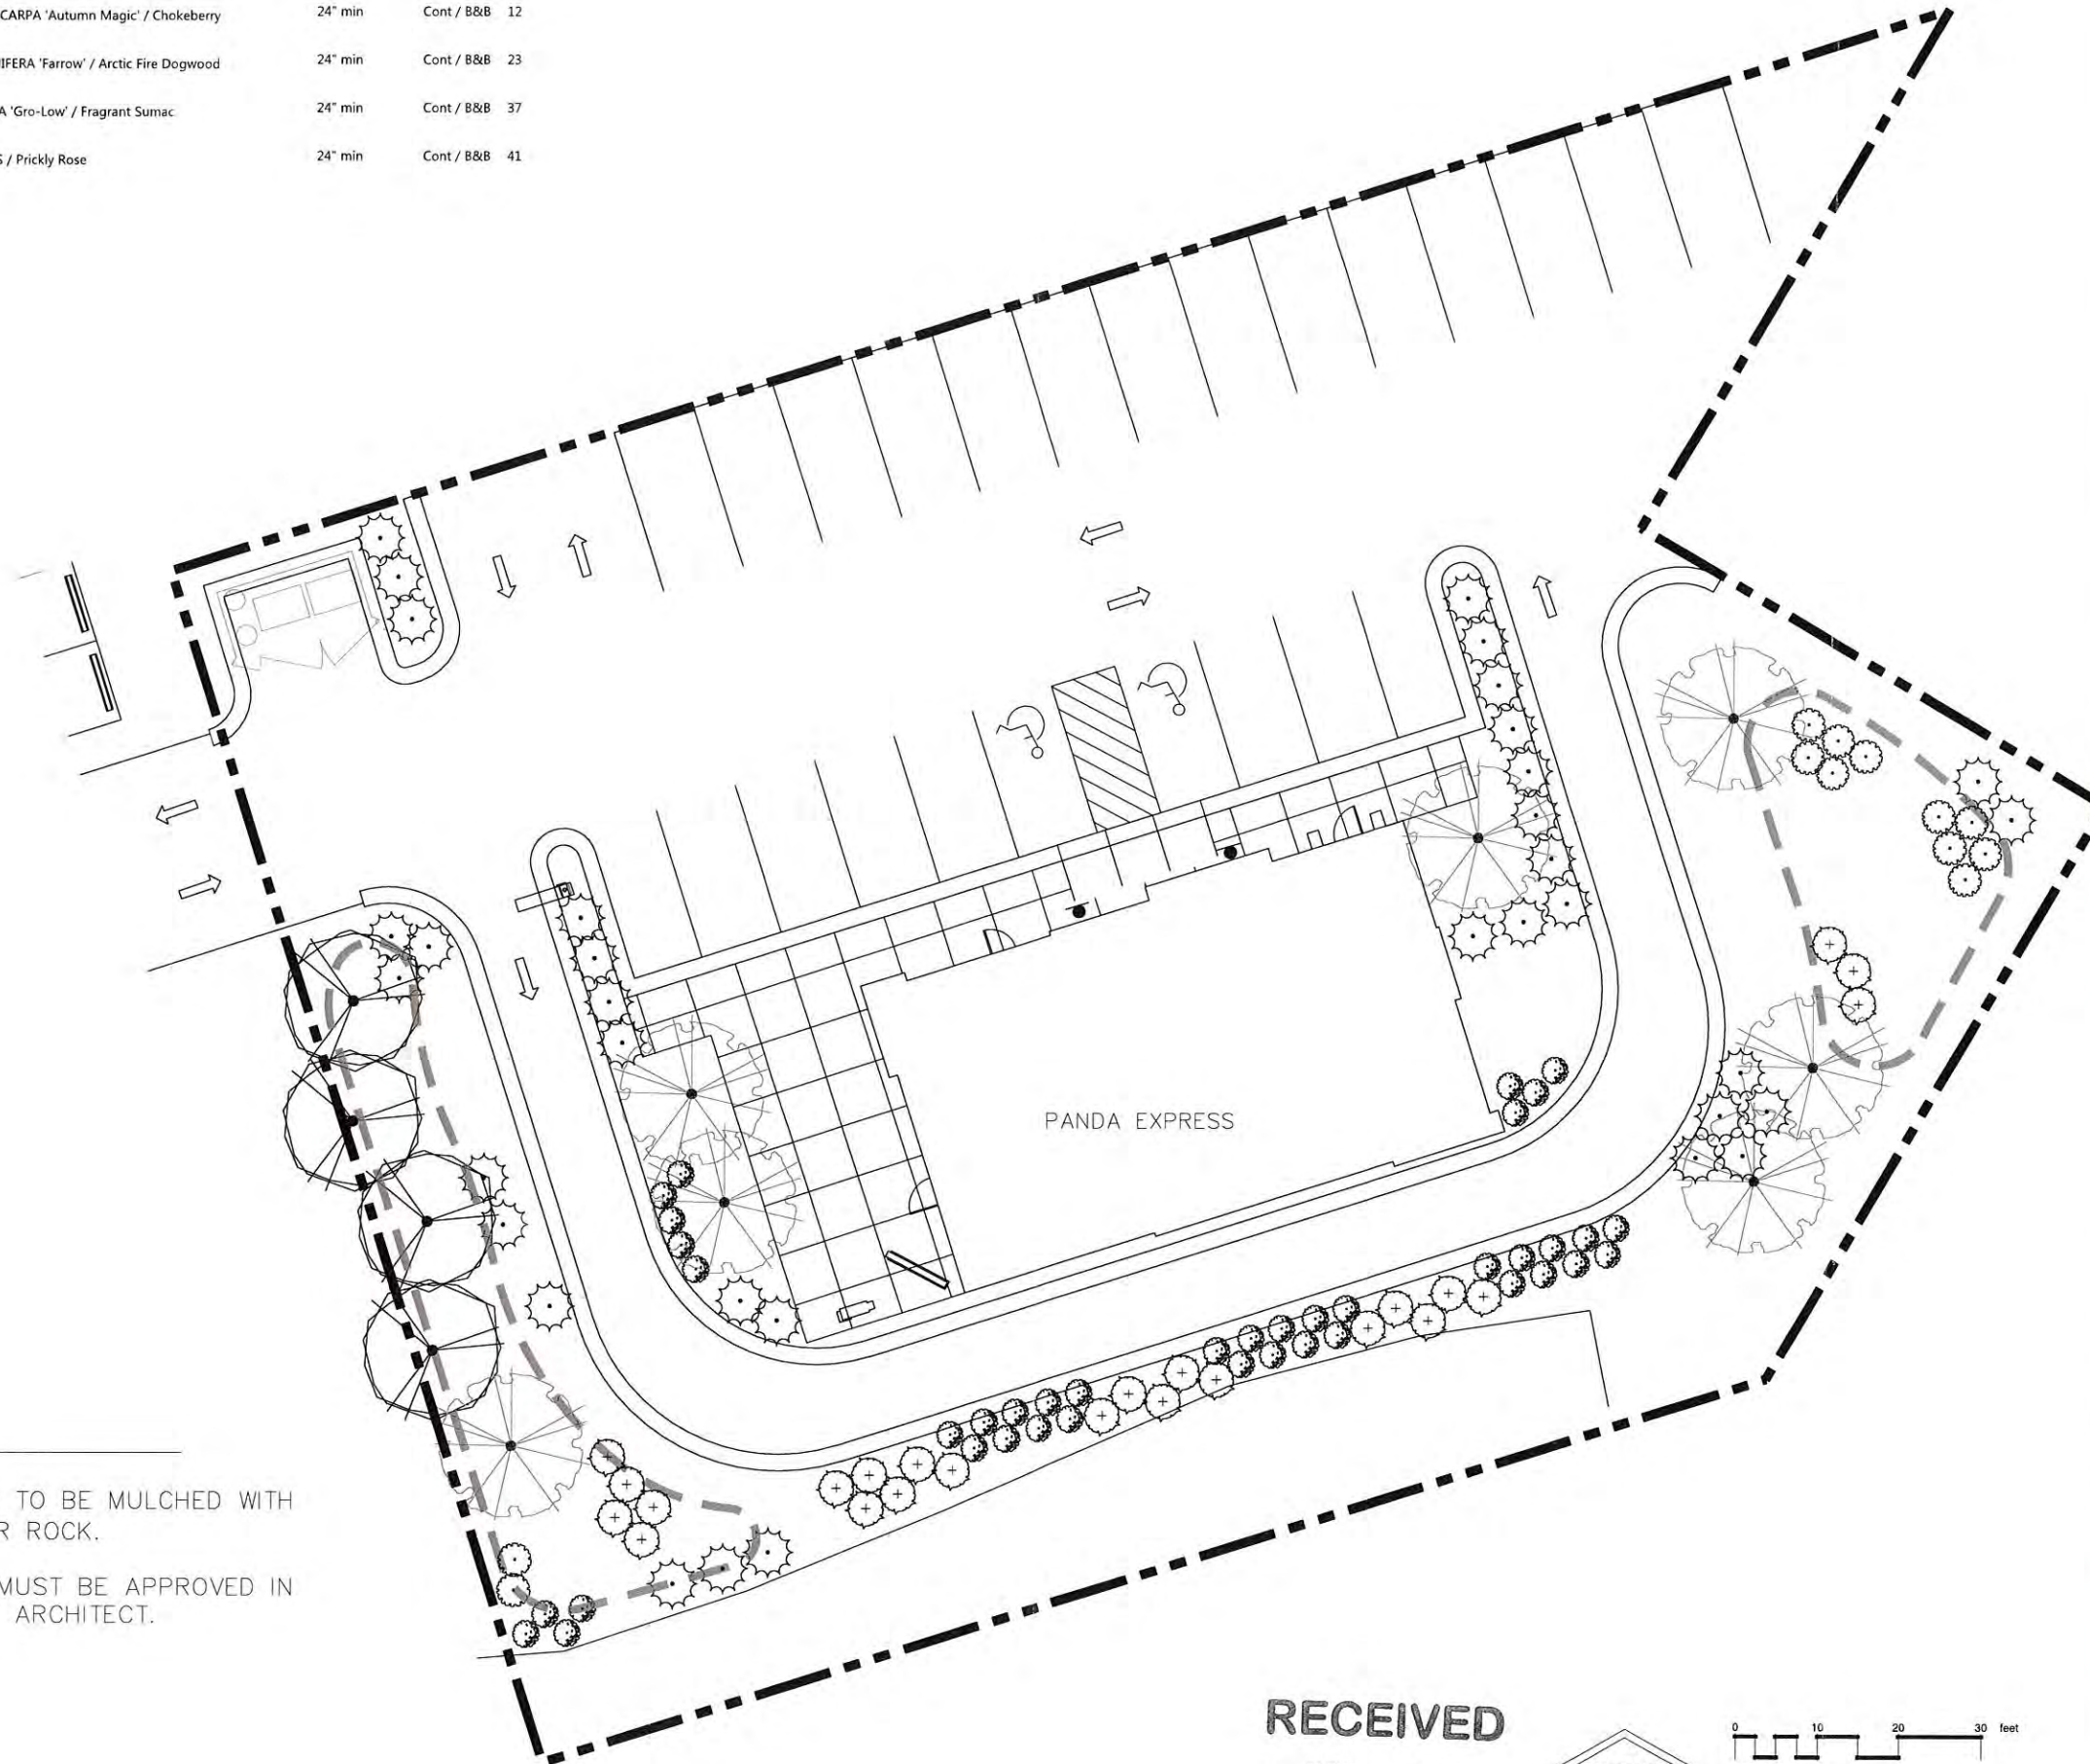 CARPA 'Autumn Magic' / Chokeberry 24" min Cont / B&B 12
IFERA 'Farrow' / Arctic Fire Dogwood 24" min Cont / B&B 23
A 'Gro-Low' / Fragrant Sumac 24" min Cont / B&B 37
S / Prickly Rose 24" min Cont / B&B 41
PANDA EXPRESS
TO BE MULCHED WITH
R ROCK.
MUST BE APPROVED IN
ARCHITECT.
RECEIVED
0 10 20 30 feet